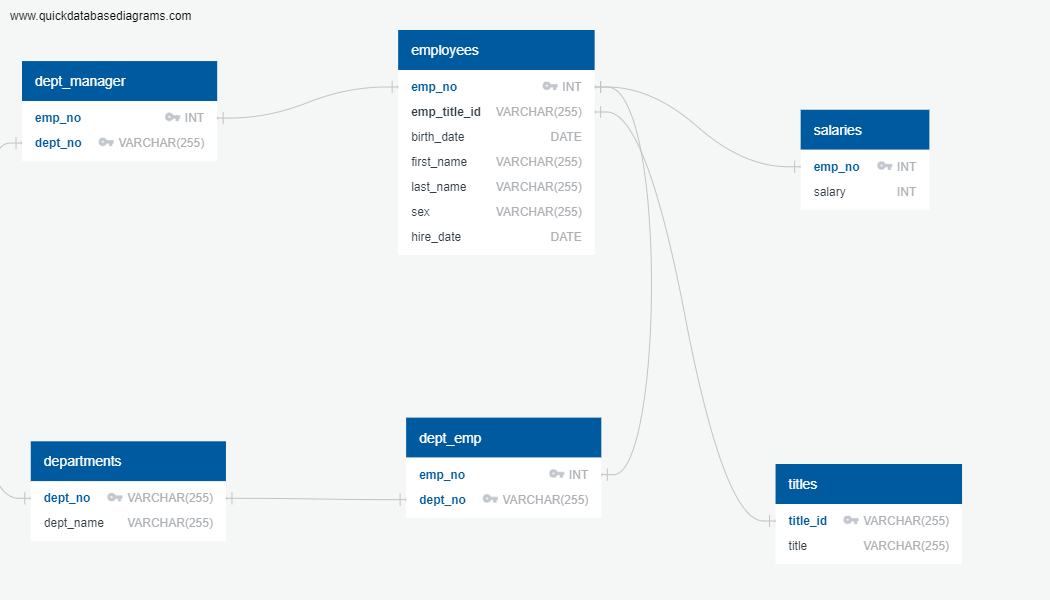 www.quickdatabasediagrams.com
dept_manager
emp_no INT
dept_no VARCHAR(255)
employees
emp_no INT
emp_title_id VARCHAR(255)
birth_date DATE
first_name VARCHAR(255)
last_name VARCHAR(255)
sex VARCHAR(255)
hire_date DATE
salaries
emp_no INT
salary INT
departments
dept_no VARCHAR(255)
dept_name VARCHAR(255)
dept_emp
emp_no INT
dept_no VARCHAR(255)
titles
title_id VARCHAR(255)
title VARCHAR(255)